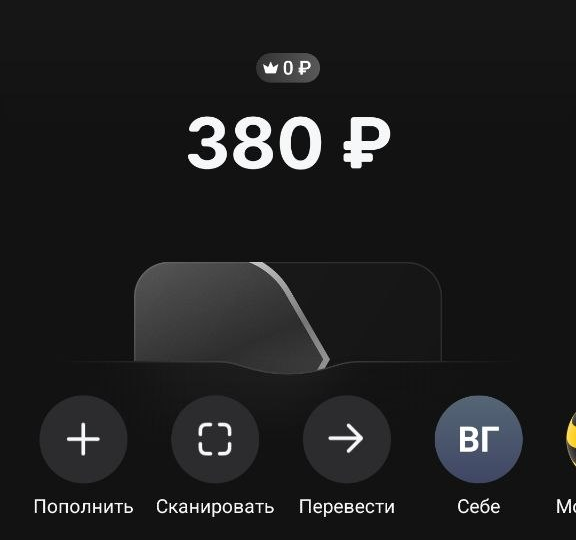 0 ₽
380 ₽
Пополнить
Сканировать
Перевести
ВГ
Себе